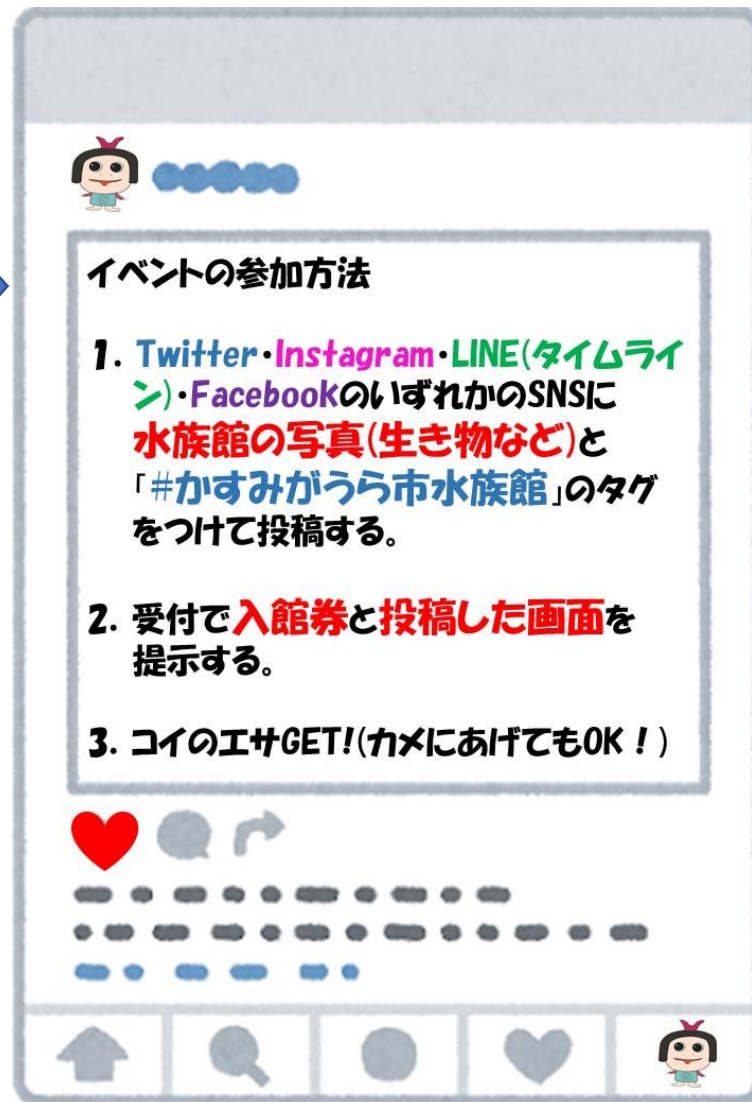 イベントの参加方法
1. Twitter・Instagram・LINE(タイムライ
ン)・FacebookのいずれかのSNSに
水族館の写真(生き物など)と
「#かすみがうら市水族館」のタグ
をつけて投稿する。
2. 受付で入館券と投稿した画面を
提示する。
3. コイのエサGET!(カメにあげてもOK！)